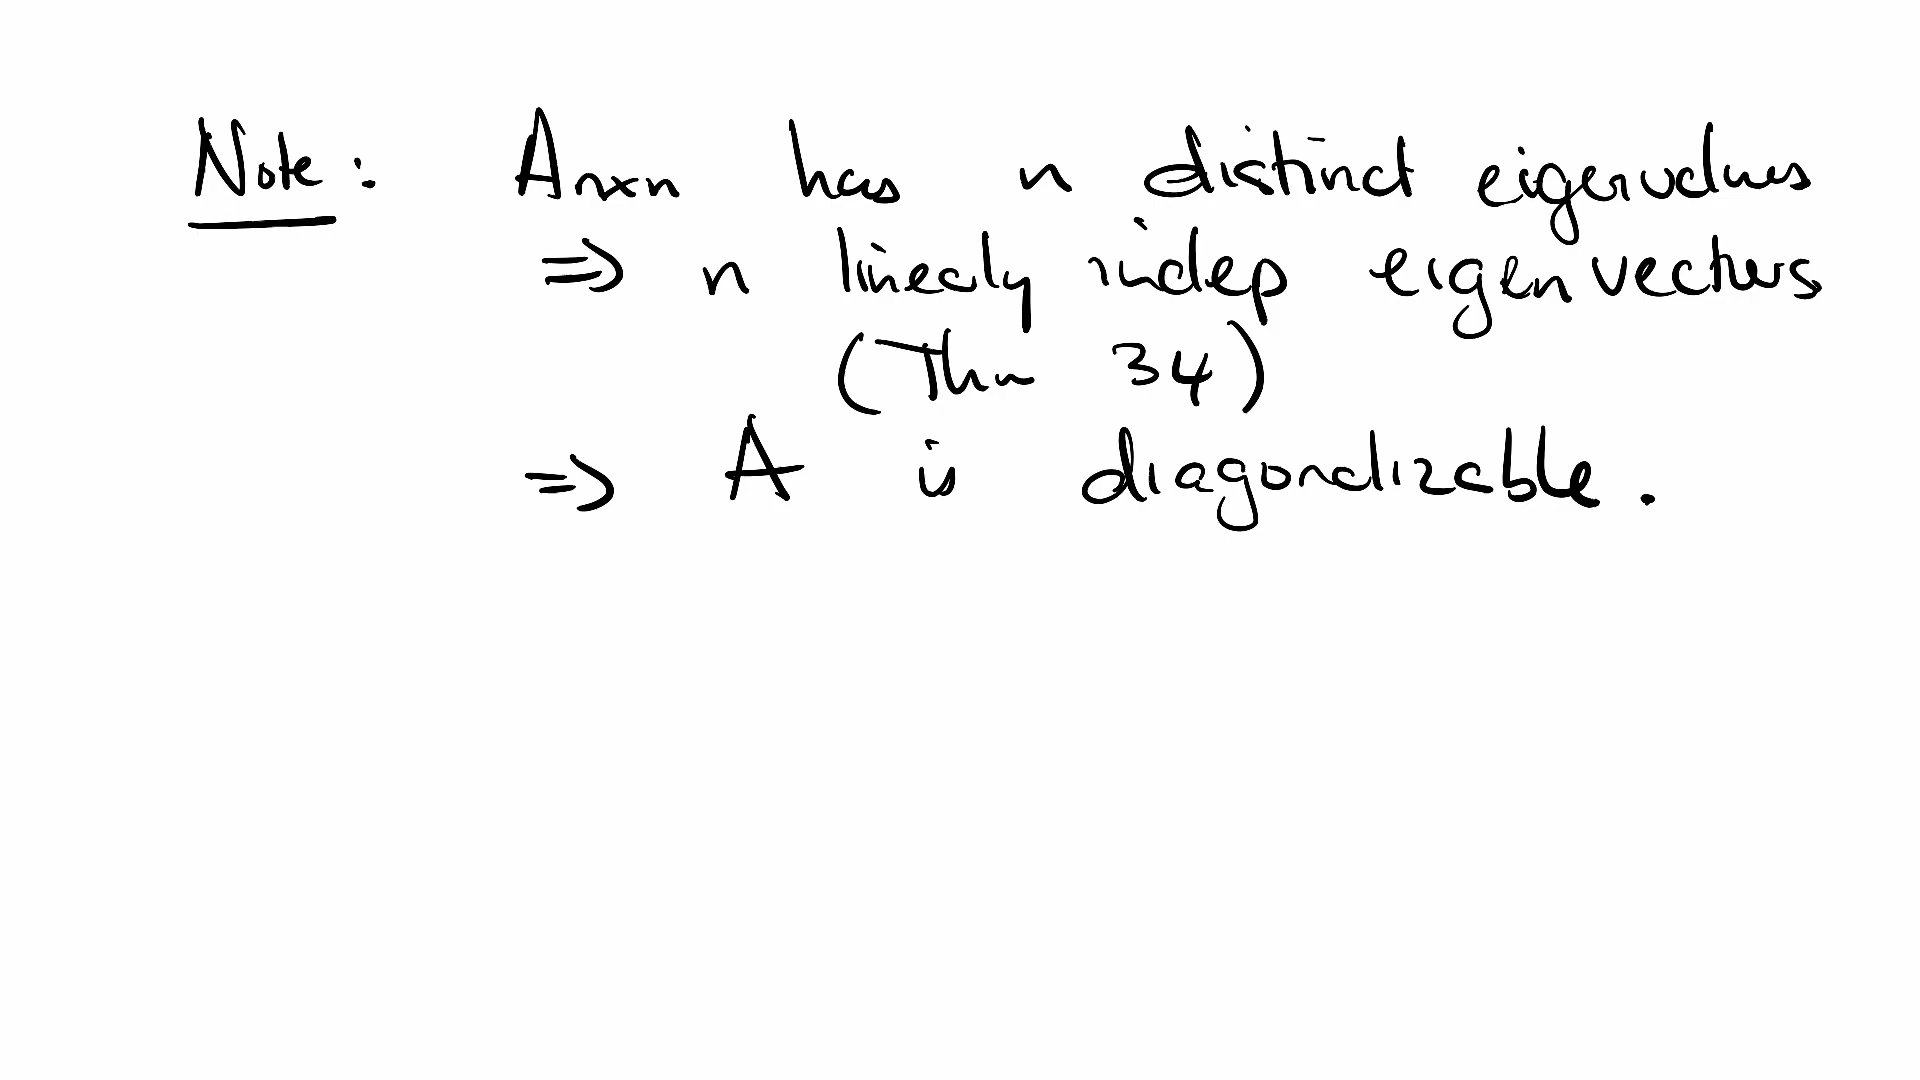 Note: Anxn has n distinct eigenvalues
=> n linearly indep eigenvectors
(Thm 34)
=> A is diagonalizable.